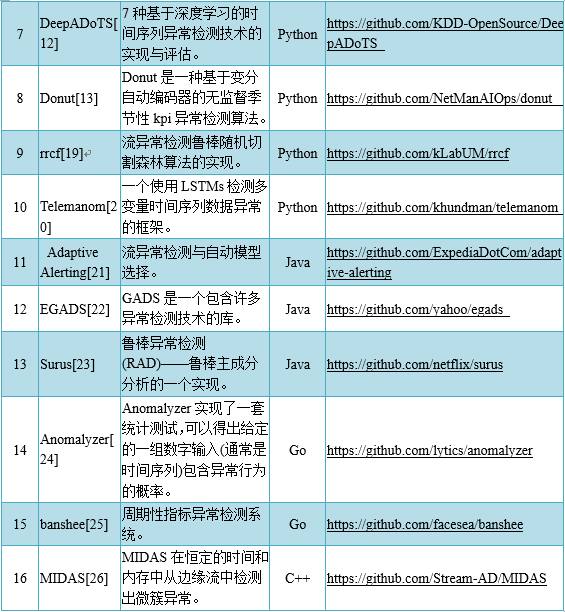 7
DeepADoTS[
12]
7 种基于深度学习的时
间序列异常检测技术的
实现与评估。
Python
https://github.com/KDD-OpenSource/Dee
pADoTS
8
Donut[13]
Donut 是一种基于变分
自动编码器的无监督季
节性 kpi 异常检测算法。
Python
https://github.com/NetManAIOps/donut
9
rrcf[19]↵
流异常检测鲁棒随机切
割森林算法的实现。
Python
https://github.com/kLabUM/rrcf
10
Telemanom[2
0]
一个使用 LSTMs 检测多
变量时间序列数据异常
的框架。
Python
https://github.com/khundman/telemanom
11
Adaptive
Alerting[21]
流异常检测与自动模型
选择。
Java
https://github.com/ExpediaDotCom/adapt
ive-alerting
12
EGADS[22]
GADS 是一个包含许多
异常检测技术的库。
Java
https://github.com/yahoo/egads
13
Surus[23]
鲁棒异常检测
(RAD)——鲁棒主成分
分析的一个实现。
Java
https://github.com/netflix/surus
14
Anomalyzer[
24]
Anomalyzer 实现了一套
统计测试,可以得出给定
的一组数字输入(通常是
时间序列)包含异常行为
的概率。
Go
https://github.com/lytics/anomalyzer
15
banshee[25]
周期性指标异常检测系
统。
Go
https://github.com/facesea/banshee
16
MIDAS[26]
MIDAS 在恒定的时间和
内存中从边缘流中检测
出微簇异常。
C++
https://github.com/Stream-AD/MIDAS